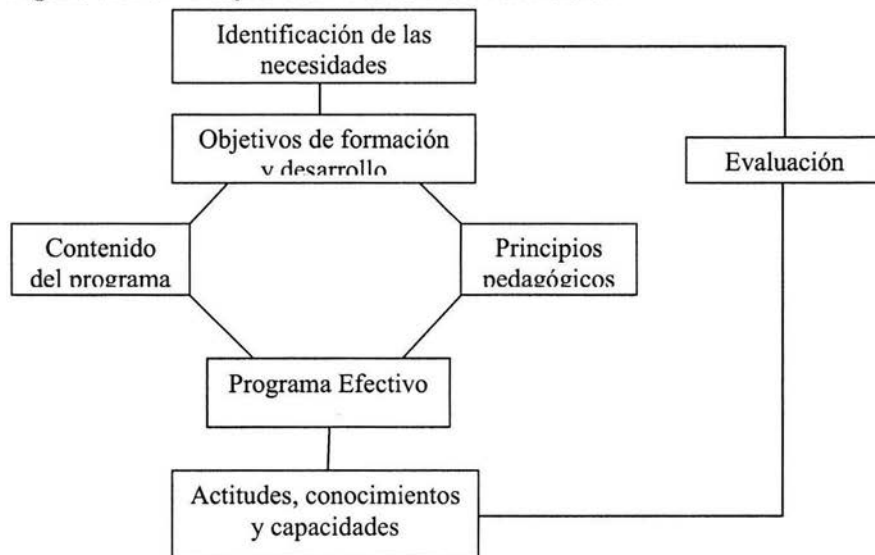 Identificación de las
necesidades
Objetivos de formación
y desarrollo
Evaluación
Contenido
del programa
Principios
pedagógicos
Programa Efectivo
Actitudes, conocimientos
y capacidades